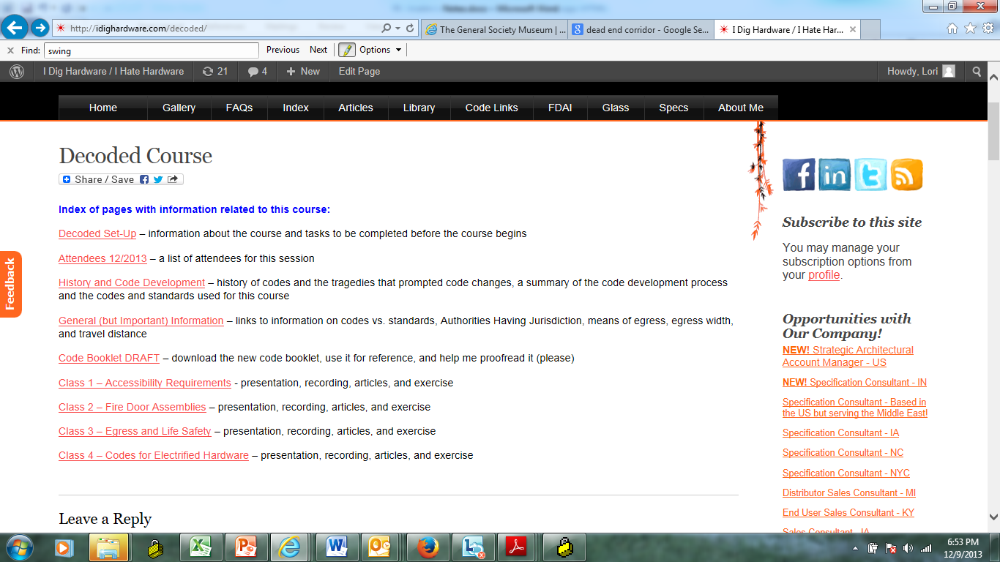 http://idighardware.com/decoded/
The General Society Museum | ...
dead end corridor - Google Se...
I Dig Hardware / I Hate Har...
Find: swing Previous Next Options
I Dig Hardware / I Hate Hardware 21 4 New Edit Page Howdy, Lori
Home Gallery FAQs Index Articles Library Code Links FDAI Glass Specs About Me
Decoded Course
Share / Save
Index of pages with information related to this course:
Decoded Set-Up – information about the course and tasks to be completed before the course begins
Attendees 12/2013 – a list of attendees for this session
History and Code Development – history of codes and the tragedies that prompted code changes, a summary of the code development process
and the codes and standards used for this course
General (but Important) Information – links to information on codes vs. standards, Authorities Having Jurisdiction, means of egress, egress width,
and travel distance
Code Booklet DRAFT – download the new code booklet, use it for reference, and help me proofread it (please)
Class 1 – Accessibility Requirements - presentation, recording, articles, and exercise
Class 2 – Fire Door Assemblies – presentation, recording, articles, and exercise
Class 3 – Egress and Life Safety – presentation, recording, articles, and exercise
Class 4 – Codes for Electrified Hardware – presentation, recording, articles, and exercise
Leave a Reply
Feedback
Subscribe to this site
You may manage your
subscription options from
your profile.
Opportunities with
Our Company!
NEW! Strategic Architectural
Account Manager - US
NEW! Specification Consultant - IN
Specification Consultant - Based in
the US but serving the Middle East!
Specification Consultant - IA
Specification Consultant - NC
Specification Consultant - NYC
Distributor Sales Consultant - MI
End User Sales Consultant - KY
Sales Consultant - IA
6:53 PM
12/9/2013